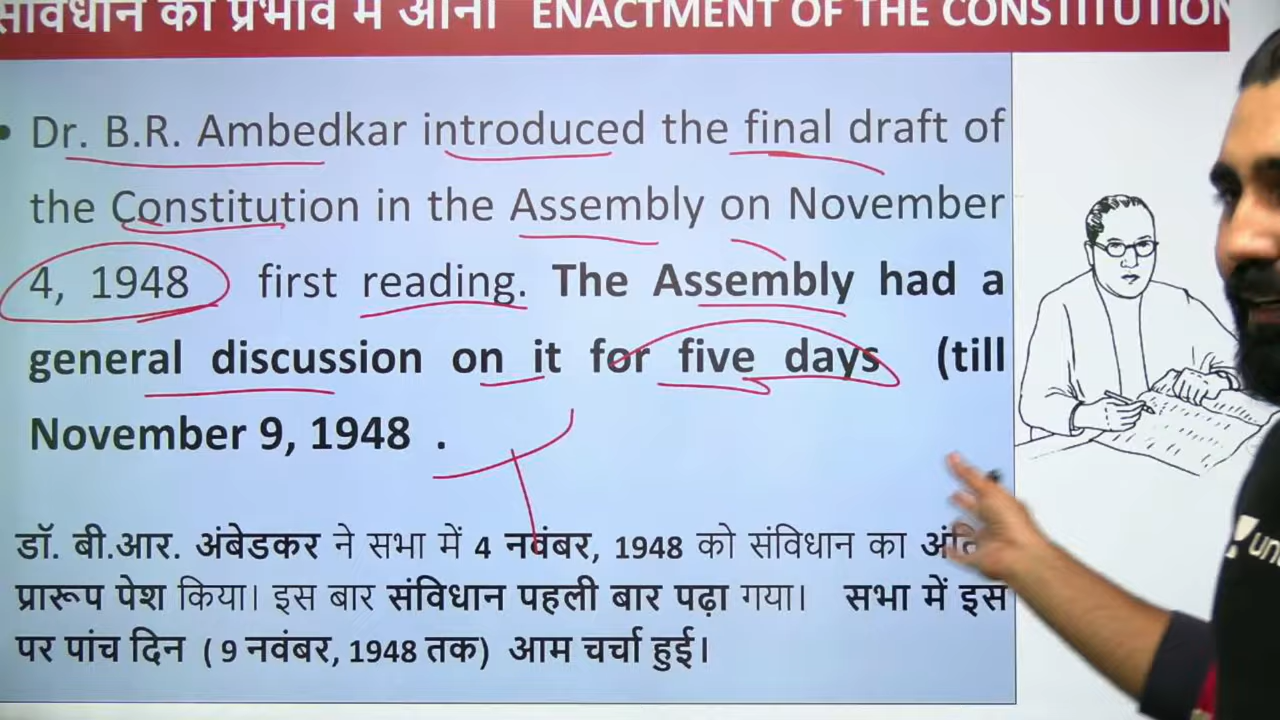 संविधान का प्रभाव में आना ENACTMENT OF THE CONSTITUTION
• Dr. B.R. Ambedkar introduced the final draft of
the Constitution in the Assembly on November
4, 1948 first reading. The Assembly had a
general discussion on it for five days (till
November 9, 1948 .
डॉ. बी.आर. अंबेडकर ने सभा में 4 नवंबर, 1948 को संविधान का
प्रारूप पेश किया। इस बार संविधान पहली बार पढ़ा गया। सभा में इस
पर पांच दिन ( 9 नवंबर, 1948 तक) आम चर्चा हुई।